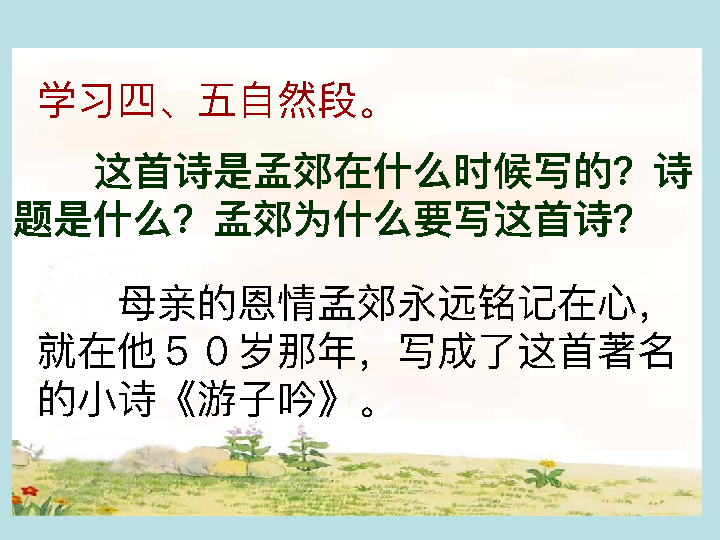 学习四、五自然段。
这首诗是孟郊在什么时候写的？诗
题是什么？孟郊为什么要写这首诗？
母亲的恩情孟郊永远铭记在心，
就在他５０岁那年，写成了这首著名
的小诗《游子吟》。